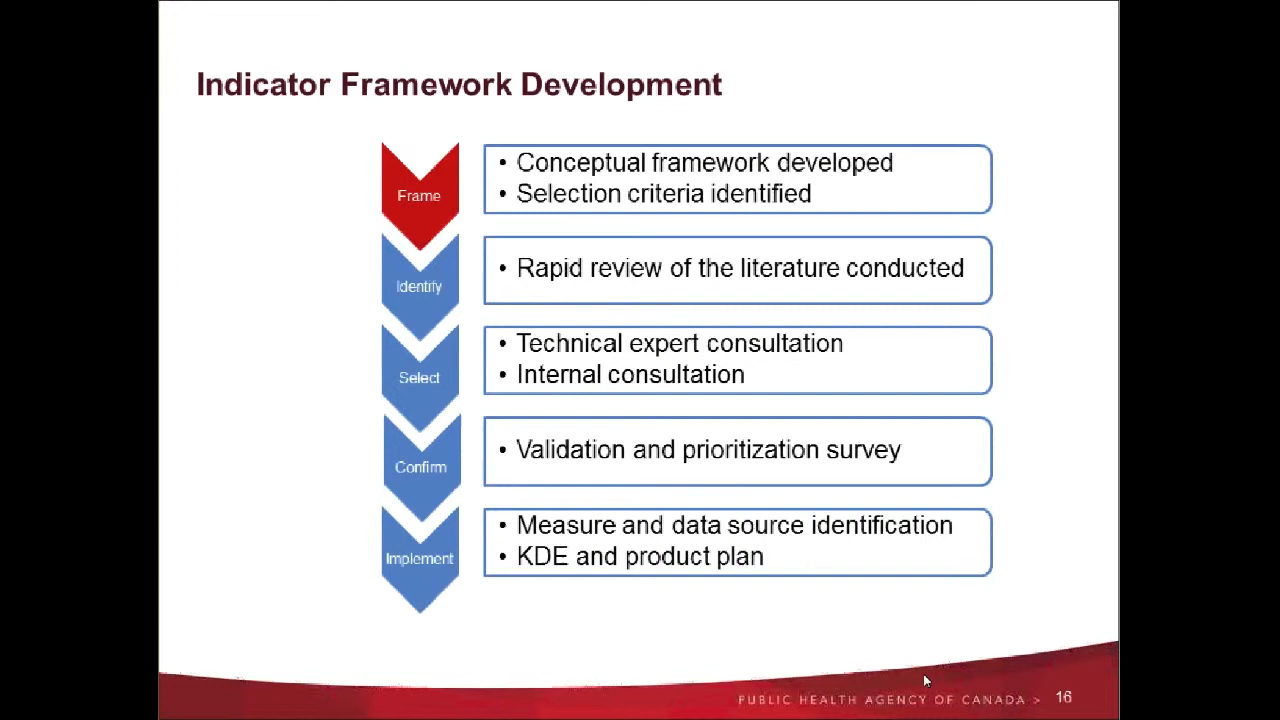 Indicator Framework Development
Frame
• Conceptual framework developed
• Selection criteria identified
Identify
• Rapid review of the literature conducted
Select
• Technical expert consultation
• Internal consultation
Confirm
• Validation and prioritization survey
Implement
• Measure and data source identification
• KDE and product plan
PUBLIC HEALTH AGENCY OF CANADA > 16